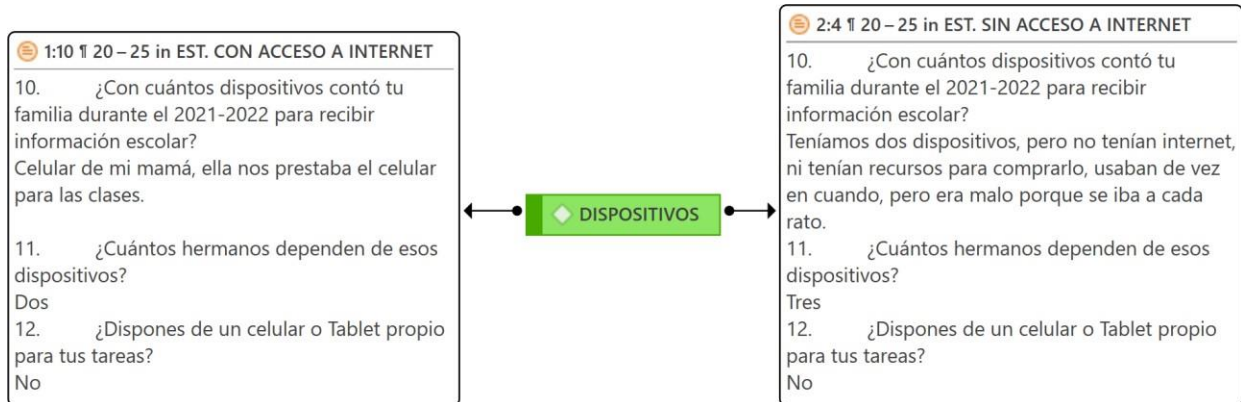 1:10 ¶ 20 – 25 in EST. CON ACCESO A INTERNET
10. ¿Con cuántos dispositivos contó tu
familia durante el 2021-2022 para recibir
información escolar?
Celular de mi mamá, ella nos prestaba el celular
para las clases.
11. ¿Cuántos hermanos dependen de esos
dispositivos?
Dos
12. ¿Dispones de un celular o Tablet propio
para tus tareas?
No
DISPOSITIVOS
2:4 ¶ 20 – 25 in EST. SIN ACCESO A INTERNET
10. ¿Con cuántos dispositivos contó tu
familia durante el 2021-2022 para recibir
información escolar?
Teníamos dos dispositivos, pero no tenían internet,
ni tenían recursos para comprarlo, usaban de vez
en cuando, pero era malo porque se iba a cada
rato.
11. ¿Cuántos hermanos dependen de esos
dispositivos?
Tres
12. ¿Dispones de un celular o Tablet propio
para tus tareas?
No